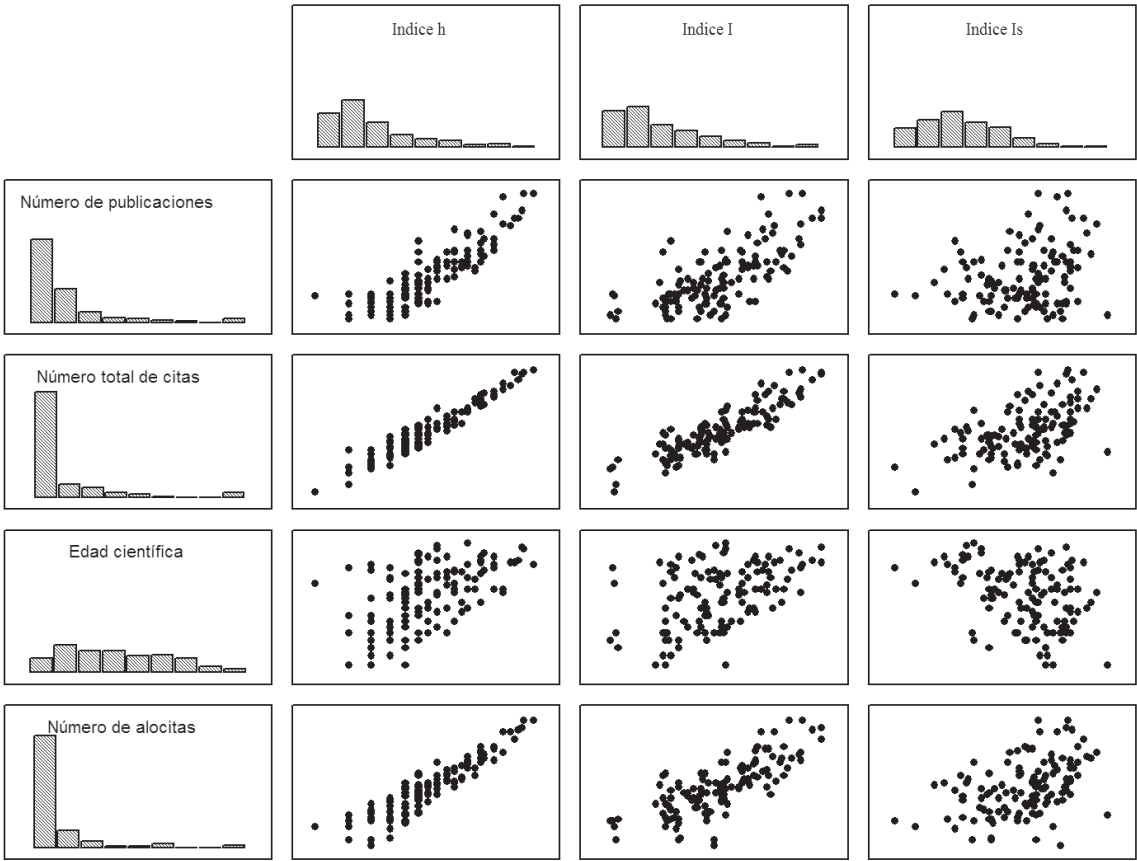 Indice h
Indice I
Indice Is
Número de publicaciones
Número total de citas
Edad científica
Número de alocitas